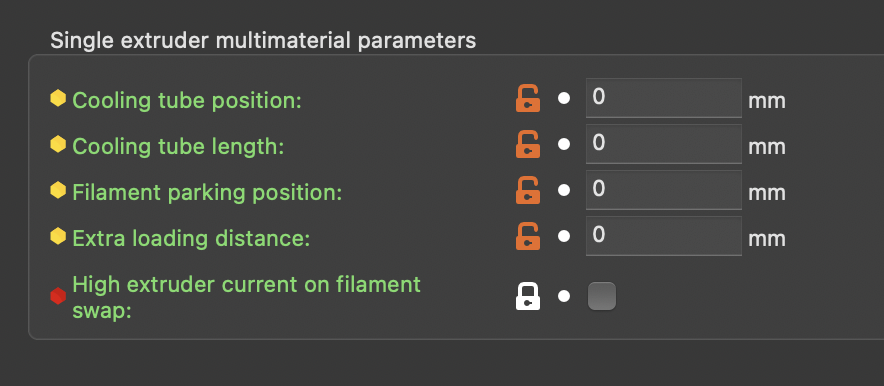 Single extruder multimaterial parameters
Cooling tube position: 0 mm
Cooling tube length: 0 mm
Filament parking position: 0 mm
Extra loading distance: 0 mm
High extruder current on filament
swap: